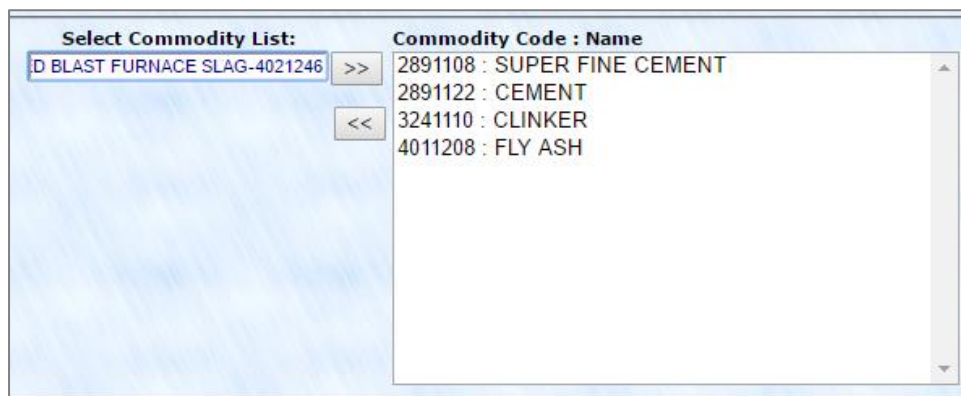 Select Commodity List:
Commodity Code : Name
D BLAST FURNACE SLAG-4021246
>>
<<
2891108 : SUPER FINE CEMENT
2891122 : CEMENT
3241110 : CLINKER
4011208 : FLY ASH